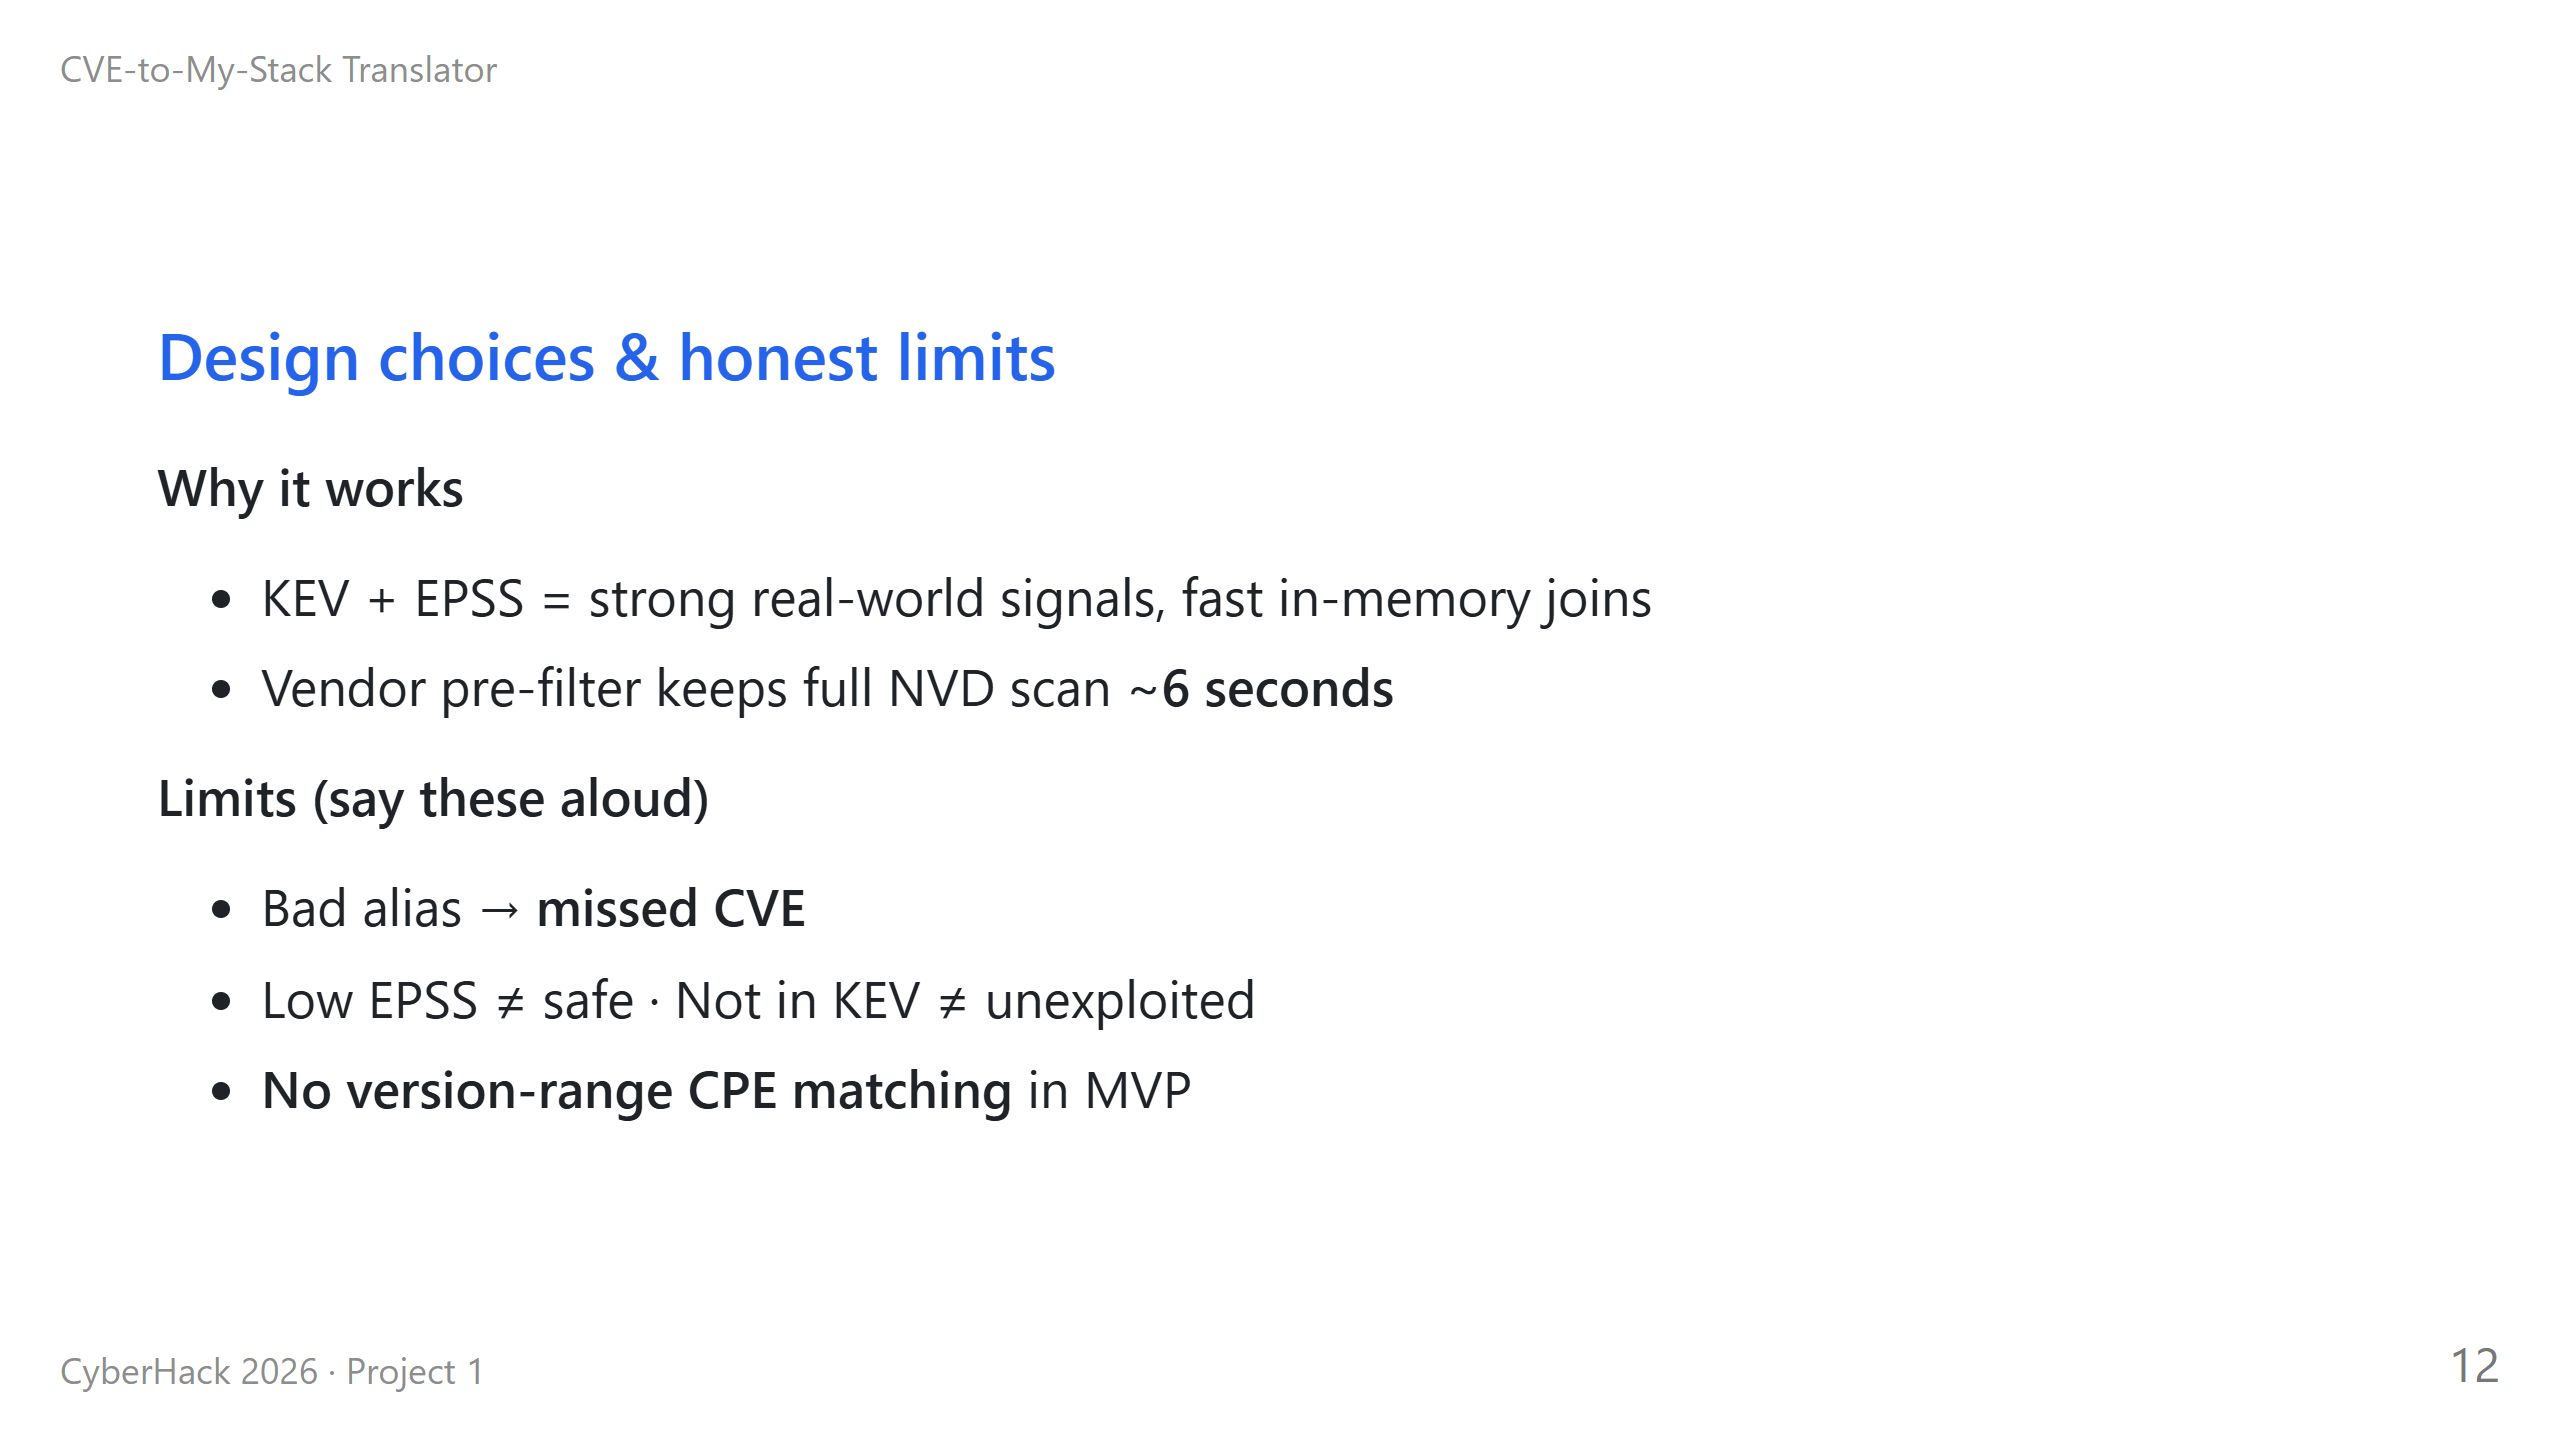 CVE-to-My-Stack Translator
Design choices & honest limits
Why it works
• KEV + EPSS = strong real-world signals, fast in-memory joins
• Vendor pre-filter keeps full NVD scan ~6 seconds
Limits (say these aloud)
• Bad alias → missed CVE
• Low EPSS ≠ safe · Not in KEV ≠ unexploited
• No version-range CPE matching in MVP
CyberHack 2026 · Project 1
12